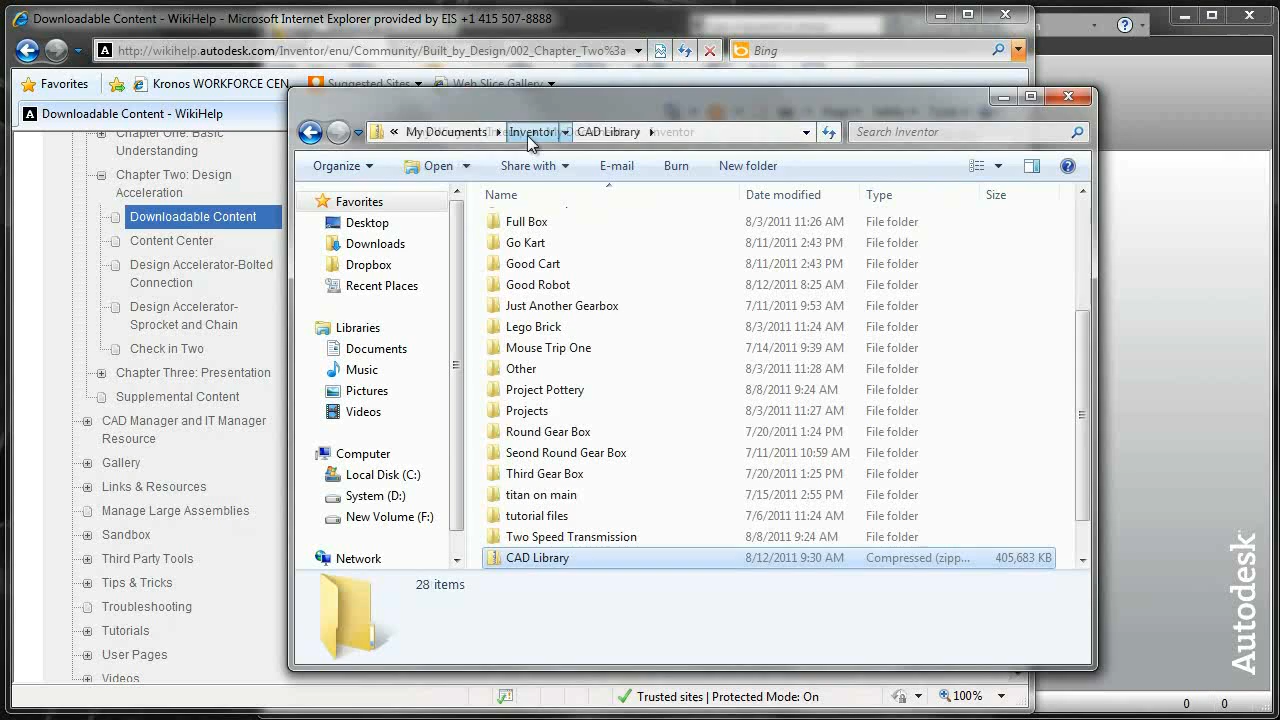 Downloadable Content - WikiHelp - Microsoft Internet Explorer provided by EIS +1 415 507-8888
http://wikihelp.autodesk.com/Inventor/enu/Community/Built_by_Design/002_Chapter_Two%3a
Bing
Favorites
Kronos WORKFORCE CEN
Suggested Sites
Web Slice Gallery
Downloadable Content - WikiHelp
Chapter One: Basic
Understanding
Chapter Two: Design
Acceleration
Downloadable Content
Content Center
Design Accelerator-Bolted
Connection
Design Accelerator-
Sprocket and Chain
Check in Two
Chapter Three: Presentation
Supplemental Content
CAD Manager and IT Manager
Resource
Gallery
Links & Resources
Manage Large Assemblies
Sandbox
Third Party Tools
Tips & Tricks
Troubleshooting
Tutorials
User Pages
Videos
« My Documents Inventor CAD Library
Search Inventor
Organize Open Share with E-mail Burn New folder
Favorites
Desktop
Downloads
Dropbox
Recent Places
Libraries
Documents
Music
Pictures
Videos
Computer
Local Disk (C:)
System (D:)
New Volume (F:)
Network
Name Date modified Type Size
Full Box 8/3/2011 11:26 AM File folder
Go Kart 8/11/2011 2:43 PM File folder
Good Cart 8/11/2011 2:43 PM File folder
Good Robot 8/12/2011 8:25 AM File folder
Just Another Gearbox 7/11/2011 9:53 AM File folder
Lego Brick 8/3/2011 11:24 AM File folder
Mouse Trip One 7/14/2011 9:39 AM File folder
Other 8/3/2011 11:28 AM File folder
Project Pottery 8/8/2011 9:24 AM File folder
Projects 8/3/2011 11:27 AM File folder
Round Gear Box 7/20/2011 1:24 PM File folder
Seond Round Gear Box 7/11/2011 10:59 AM File folder
Third Gear Box 7/20/2011 1:25 PM File folder
titan on main 7/15/2011 2:55 PM File folder
tutorial files 7/6/2011 11:24 AM File folder
Two Speed Transmission 8/8/2011 9:24 AM File folder
CAD Library 8/12/2011 9:30 AM Compressed (zipp... 405,683 KB
28 items
Trusted sites | Protected Mode: On
100%
Autodesk
0 0